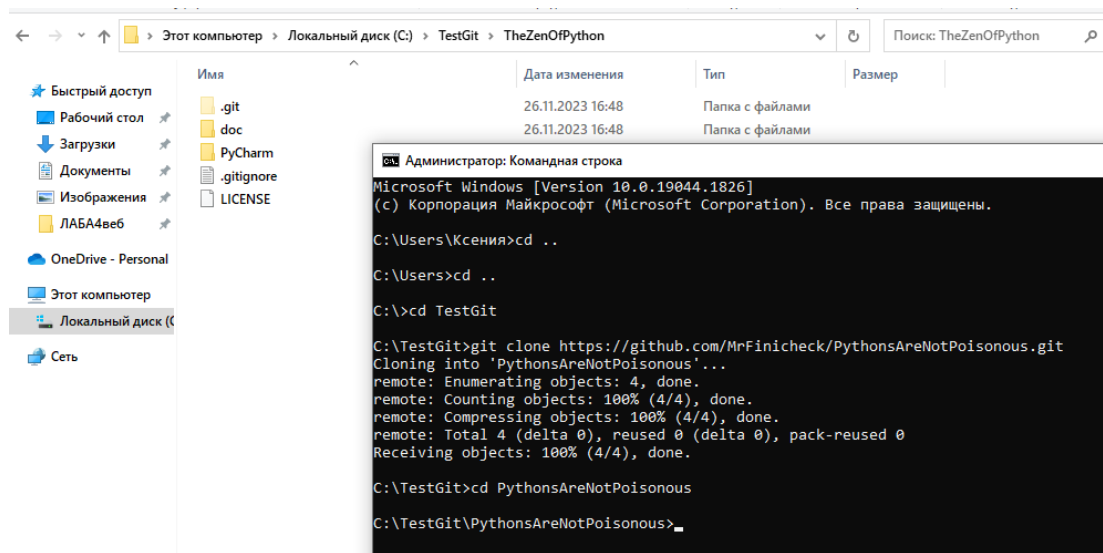 Этот компьютер › Локальный диск (C:) › TestGit › TheZenOfPython
Поиск: TheZenOfPython
Имя Дата изменения Тип Размер
Быстрый доступ
Рабочий стол
Загрузки
Документы
Изображения
ЛАБА4веб
OneDrive - Personal
Этот компьютер
Локальный диск (C
Сеть
.git 26.11.2023 16:48 Папка с файлами
doc 26.11.2023 16:48 Папка с файлами
PyCharm
.gitignore
LICENSE
Администратор: Командная строка
Microsoft Windows [Version 10.0.19044.1826]
(c) Корпорация Майкрософт (Microsoft Corporation). Все права защищены.
C:\Users\Ксения>cd ..
C:\Users>cd ..
C:\>cd TestGit
C:\TestGit>git clone https://github.com/MrFinicheck/PythonsAreNotPoisonous.git
Cloning into 'PythonsAreNotPoisonous'...
remote: Enumerating objects: 4, done.
remote: Counting objects: 100% (4/4), done.
remote: Compressing objects: 100% (4/4), done.
remote: Total 4 (delta 0), reused 0 (delta 0), pack-reused 0
Receiving objects: 100% (4/4), done.
C:\TestGit>cd PythonsAreNotPoisonous
C:\TestGit\PythonsAreNotPoisonous>